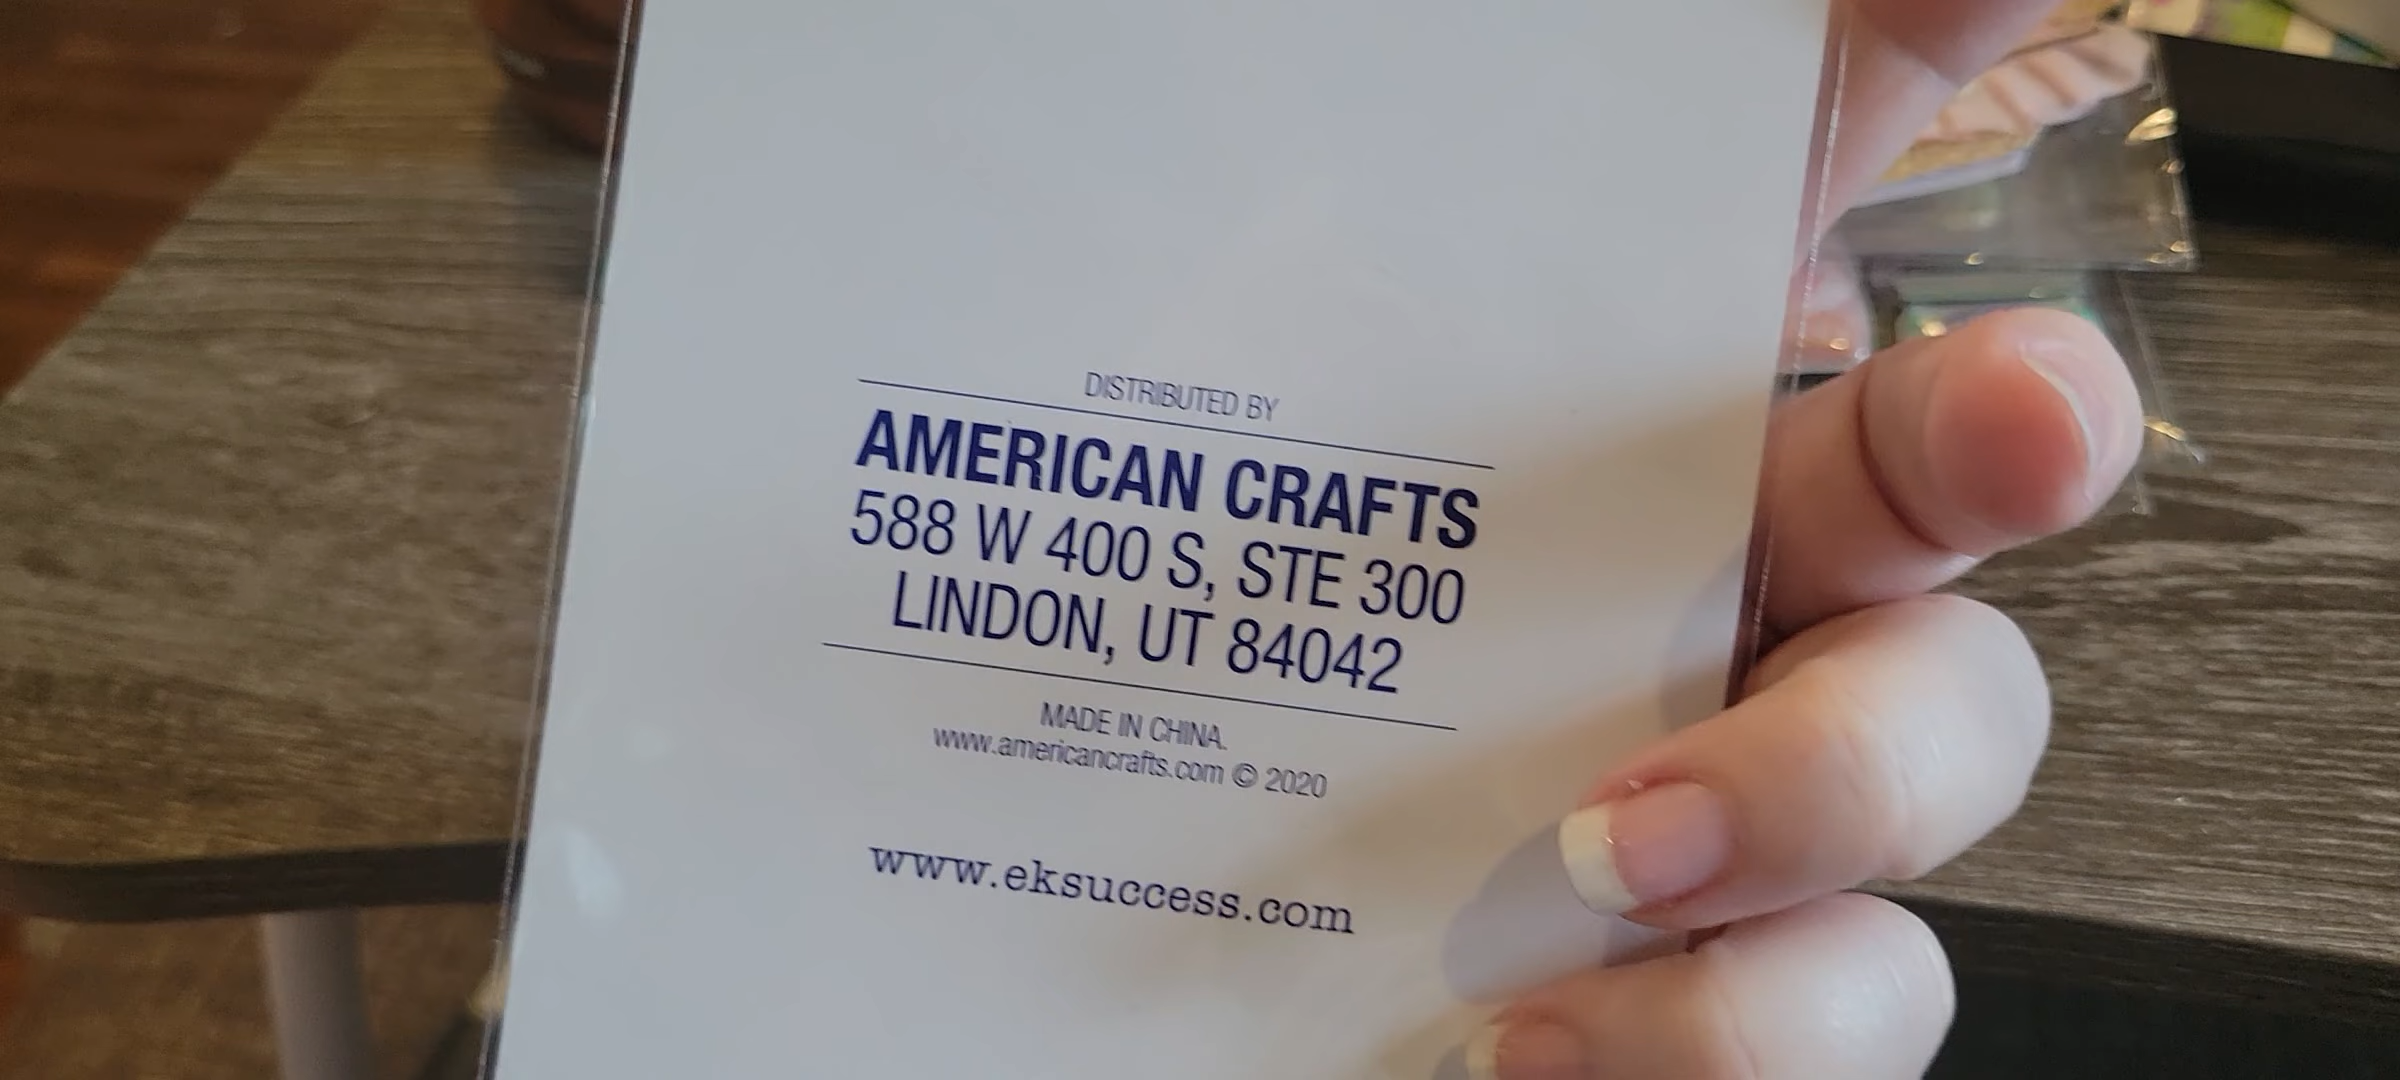 DISTRIBUTED BY
AMERICAN CRAFTS
588 W 400 S, STE 300
LINDON, UT 84042
MADE IN CHINA.
www.americancrafts.com © 2020
www.eksuccess.com